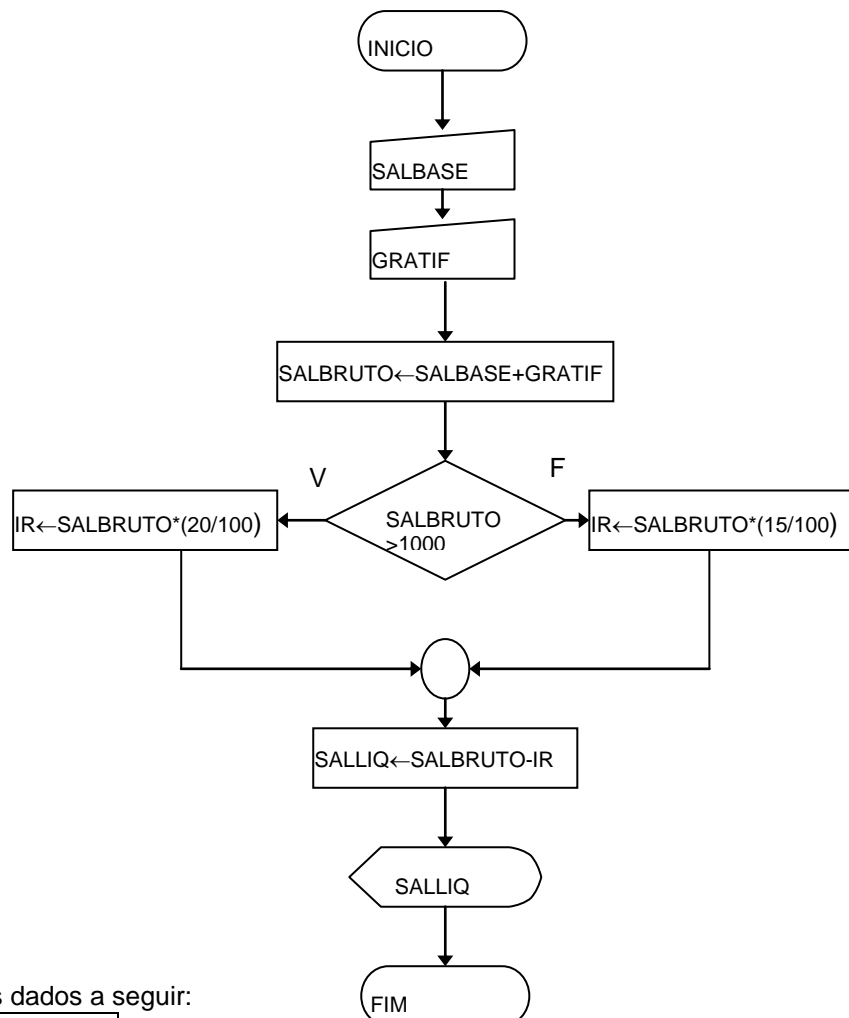 INICIO
SALBASE
GRATIF
SALBRUTO←SALBASE+GRATIF
V
F
IR←SALBRUTO*(20/100)
SALBRUTO
>1000
IR←SALBRUTO*(15/100)
SALLIQ←SALBRUTO-IR
SALLIQ
s dados a seguir:
FIM